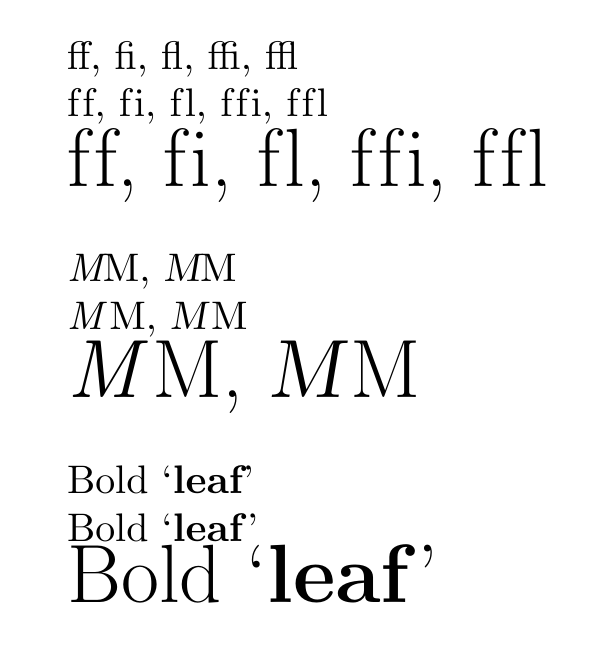 ff, fi, fl, ffi, ffl
ff, fi, fl, ffi, ffl
ff, fi, fl, ffi, ffl
MM, MM
MM, MM
MM, MM
Bold ‘leaf’
Bold ‘leaf’
Bold ‘leaf’